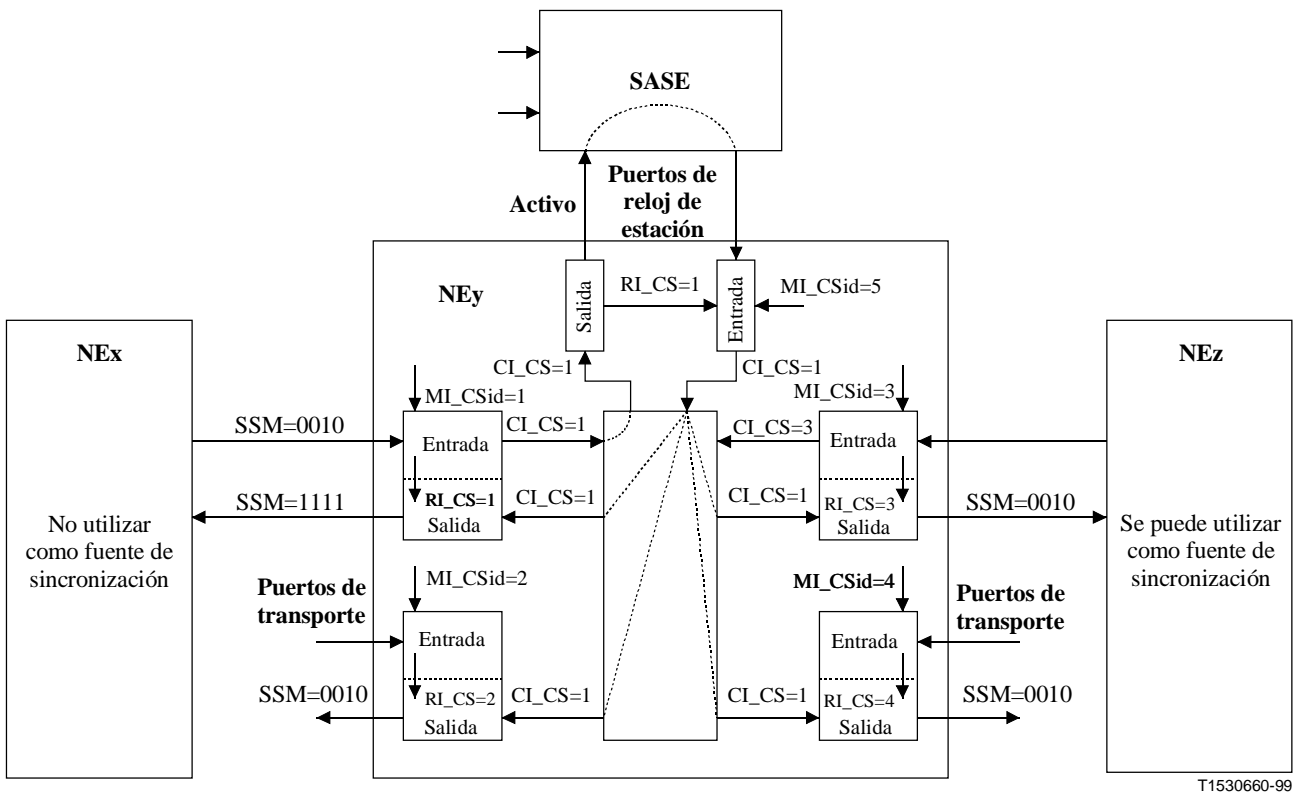 SASE
Puertos de
reloj de
estación
Activo
NEy
Salida
RI_CS=1
Entrada
MI_CSid=5
NEx
NEz
CI_CS=1
CI_CS=1
MI_CSid=1
MI_CSid=3
SSM=0010
Entrada
CI_CS=1
CI_CS=3
Entrada
SSM=1111
RI_CS=1
Salida
CI_CS=1
CI_CS=1
RI_CS=3
Salida
SSM=0010
No utilizar
como fuente de
sincronización
Se puede utilizar
como fuente de
sincronización
Puertos de
transporte
MI_CSid=2
MI_CSid=4
Puertos de
transporte
Entrada
Entrada
SSM=0010
RI_CS=2
Salida
CI_CS=1
CI_CS=1
RI_CS=4
Salida
SSM=0010
T1530660-99